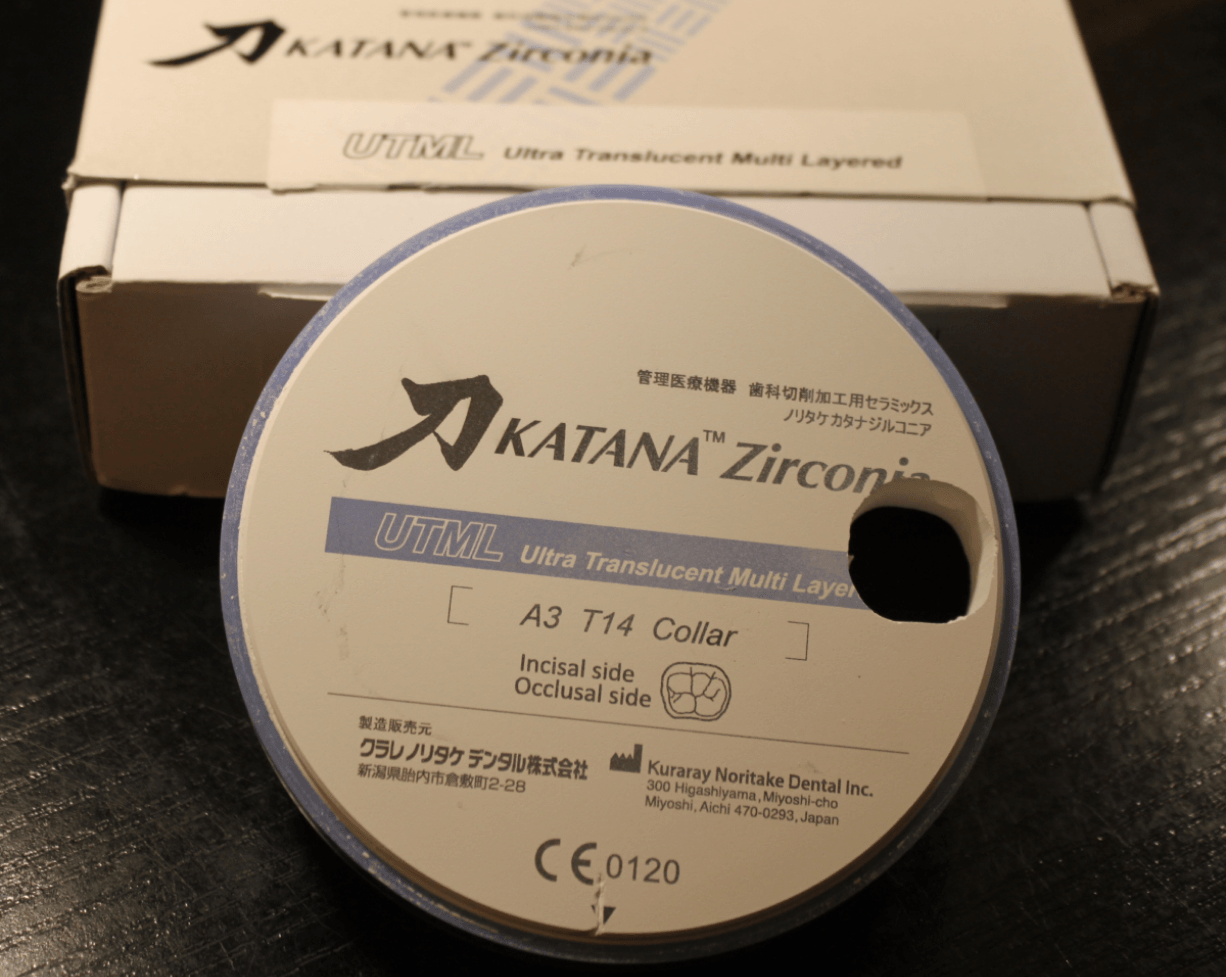 刀 KATANA Zirconia
UTML Ultra Translucent Multi Layered
管理医療機器 歯科切削加工用セラミックス
ノリタケカタナジルコニア
刀 KATANA™ Zirconia
UTML Ultra Translucent Multi Layer
A3 T14 Collar
Incisal side
Occlusal side
製造販売元
クラレノリタケデンタル株式会社
新潟県胎内市倉敷町2-28
Kuraray Noritake Dental Inc.
300 Higashiyama, Miyoshi-cho
Miyoshi, Aichi 470-0293, Japan
CE 0120